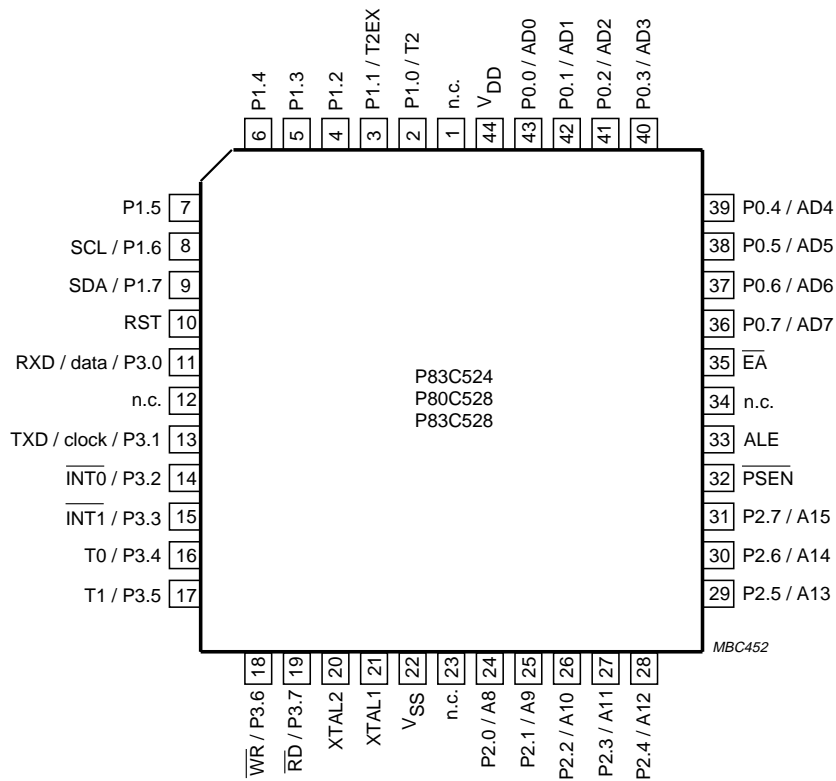 P1.4
P1.3
P1.2
P1.1 / T2EX
P1.0 / T2
n.c.
VDD
P0.0 / AD0
P0.1 / AD1
P0.2 / AD2
P0.3 / AD3
6
5
4
3
2
1
44
43
42
41
40
P1.5 7
SCL / P1.6 8
SDA / P1.7 9
RST 10
RXD / data / P3.0 11
n.c. 12
TXD / clock / P3.1 13
INT0 / P3.2 14
INT1 / P3.3 15
T0 / P3.4 16
T1 / P3.5 17
P83C524
P80C528
P83C528
39 P0.4 / AD4
38 P0.5 / AD5
37 P0.6 / AD6
36 P0.7 / AD7
35 EA
34 n.c.
33 ALE
32 PSEN
31 P2.7 / A15
30 P2.6 / A14
29 P2.5 / A13
MBC452
18
19
20
21
22
23
24
25
26
27
28
WR / P3.6
RD / P3.7
XTAL2
XTAL1
VSS
n.c.
P2.0 / A8
P2.1 / A9
P2.2 / A10
P2.3 / A11
P2.4 / A12